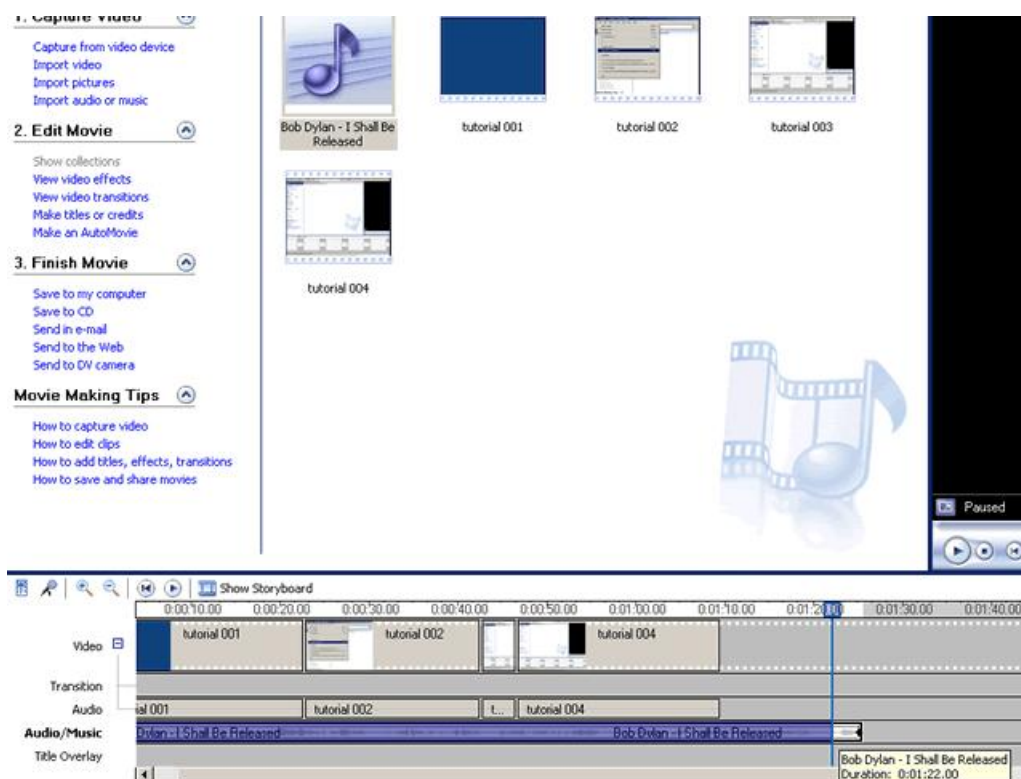 1. Capture Video
Capture from video device
Import video
Import pictures
Import audio or music
2. Edit Movie
Show collections
View video effects
View video transitions
Make titles or credits
Make an AutoMovie
3. Finish Movie
Save to my computer
Save to CD
Send in e-mail
Send to the Web
Send to DV camera
Movie Making Tips
How to capture video
How to edit clips
How to add titles, effects, transitions
How to save and share movies
Bob Dylan - I Shall Be
Released
tutorial 001
tutorial 002
tutorial 003
tutorial 004
Paused
Show Storyboard
0:00:10.00 0:00:20.00 0:00:30.00 0:00:40.00 0:00:50.00 0:01:00.00 0:01:10.00 0:01:2 0:01:30.00 0:01:40.00
Video tutorial 001 tutorial 002 tutorial 004
Transition
Audio ial 001 tutorial 002 t... tutorial 004
Audio/Music Dylan - I Shall Be Released Bob Dylan - I Shall Be Released
Title Overlay
Bob Dylan - I Shall Be Released
Duration: 0:01:22.00